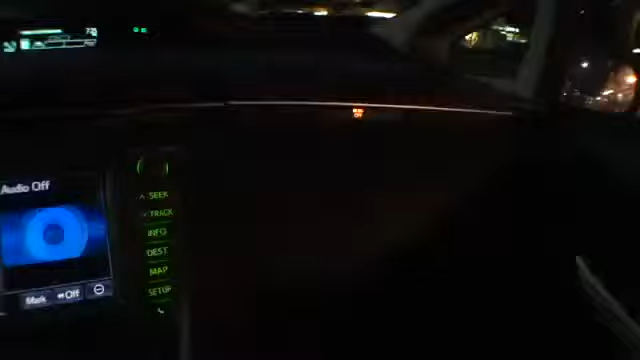 Audio Off
Mark
Off
SEEK
TRACK
INFO
DEST
MAP
SETUP